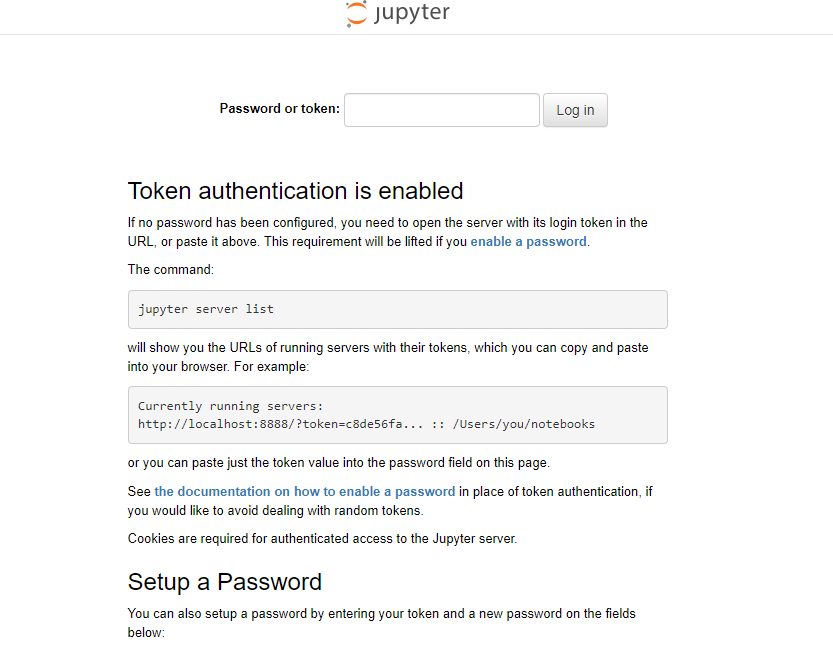 jupyter
Password or token:
Log in
Token authentication is enabled
If no password has been configured, you need to open the server with its login token in the
URL, or paste it above. This requirement will be lifted if you enable a password.
The command:
jupyter server list
will show you the URLs of running servers with their tokens, which you can copy and paste
into your browser. For example:
Currently running servers:
http://localhost:8888/?token=c8de56fa... :: /Users/you/notebooks
or you can paste just the token value into the password field on this page.
See the documentation on how to enable a password in place of token authentication, if
you would like to avoid dealing with random tokens.
Cookies are required for authenticated access to the Jupyter server.
Setup a Password
You can also setup a password by entering your token and a new password on the fields
below: